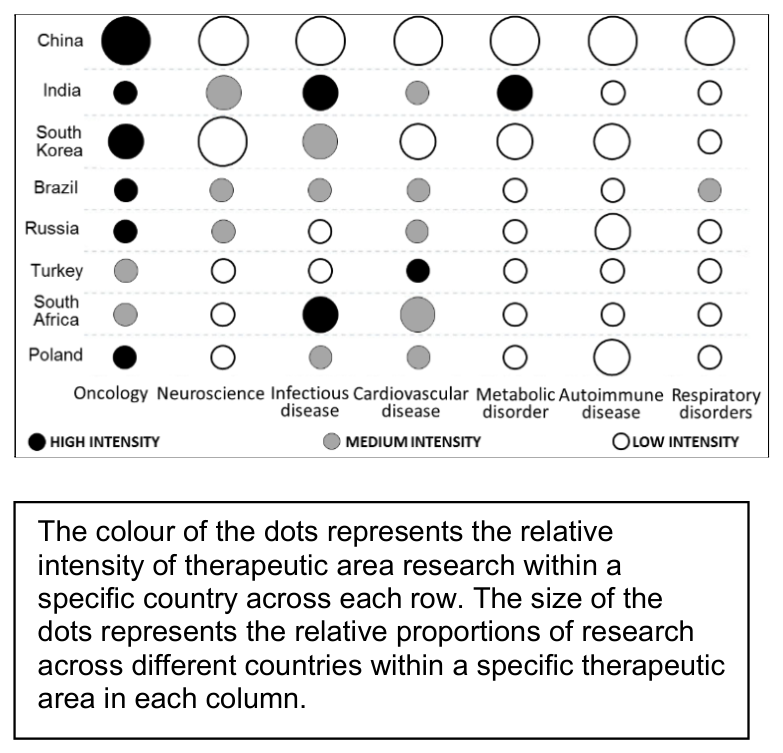 China
India
South
Korea
Brazil
Russia
Turkey
South
Africa
Poland
Oncology Neuroscience Infectious Cardiovascular Metabolic Autoimmune Respiratory
disease disease disorder disease disorders
HIGH INTENSITY MEDIUM INTENSITY LOW INTENSITY
The colour of the dots represents the relative
intensity of therapeutic area research within a
specific country across each row. The size of the
dots represents the relative proportions of research
across different countries within a specific therapeutic
area in each column.